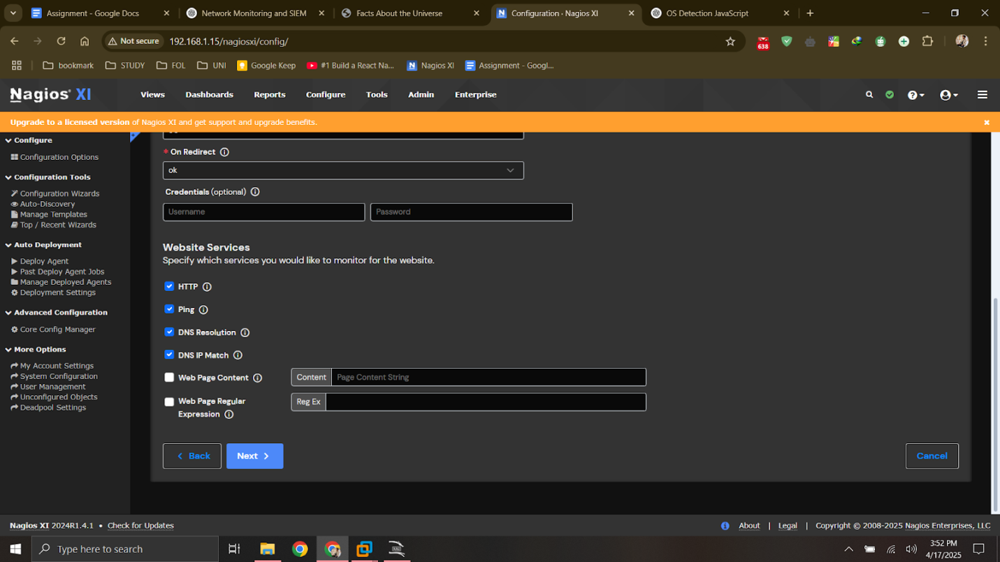 Assignment - Google Docs
Network Monitoring and SIEM
Facts About the Universe
Configuration · Nagios XI
OS Detection JavaScript
Not secure
192.168.1.15/nagiosxi/config/
638
bookmark
STUDY
FOL
UNI
Google Keep
#1 Build a React Na...
Nagios XI
Assignment - Googl...
Nagios® XI
Views
Dashboards
Reports
Configure
Tools
Admin
Enterprise
Upgrade to a licensed version of Nagios XI and get support and upgrade benefits.
Configure
Configuration Options
Configuration Tools
Configuration Wizards
Auto-Discovery
Manage Templates
Top / Recent Wizards
Auto Deployment
Deploy Agent
Past Deploy Agent Jobs
Manage Deployed Agents
Deployment Settings
Advanced Configuration
Core Config Manager
More Options
My Account Settings
System Configuration
User Management
Unconfigured Objects
Deadpool Settings
* On Redirect
ok
Credentials (optional)
Username
Password
Website Services
Specify which services you would like to monitor for the website.
HTTP
Ping
DNS Resolution
DNS IP Match
Web Page Content
Content
Page Content String
Web Page Regular
Expression
Reg Ex
Back
Next
Cancel
Nagios XI 2024R1.4.1 • Check for Updates
About | Legal | Copyright © 2008-2025 Nagios Enterprises, LLC
Type here to search
3:52 PM
4/17/2025